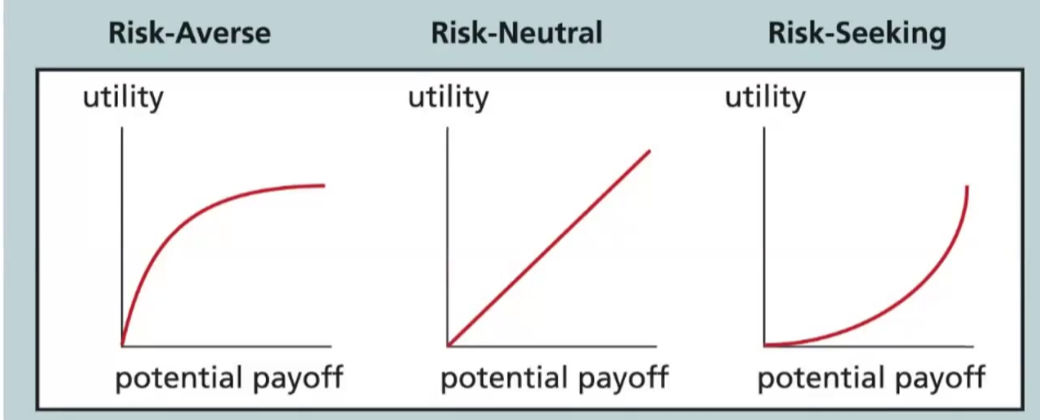 Risk-Averse Risk-Neutral Risk-Seeking
utility utility utility
potential payoff potential payoff potential payoff